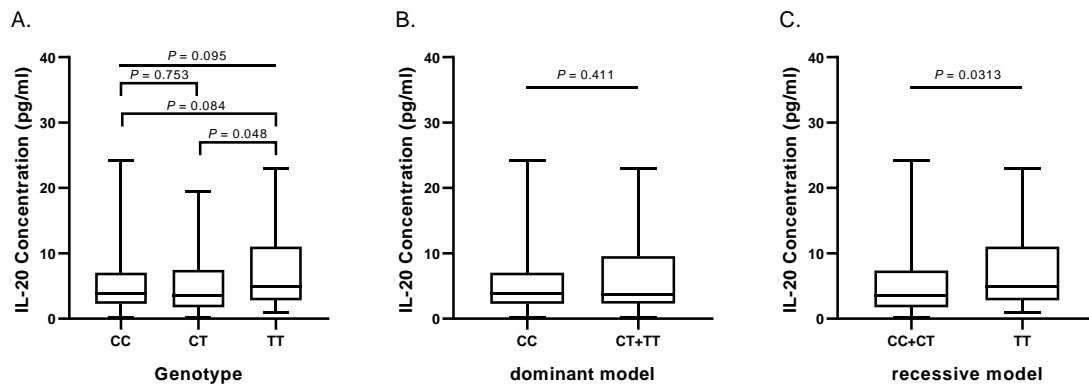 A.
IL-20 Concentration (pg/ml)
40
30
20
10
0
P = 0.095
P = 0.753
P = 0.084
P = 0.048
CC
CT
TT
Genotype
B.
IL-20 Concentration (pg/ml)
40
30
20
10
0
P = 0.411
CC
CT+TT
dominant model
C.
IL-20 Concentration (pg/ml)
40
30
20
10
0
P = 0.0313
CC+CT
TT
recessive model